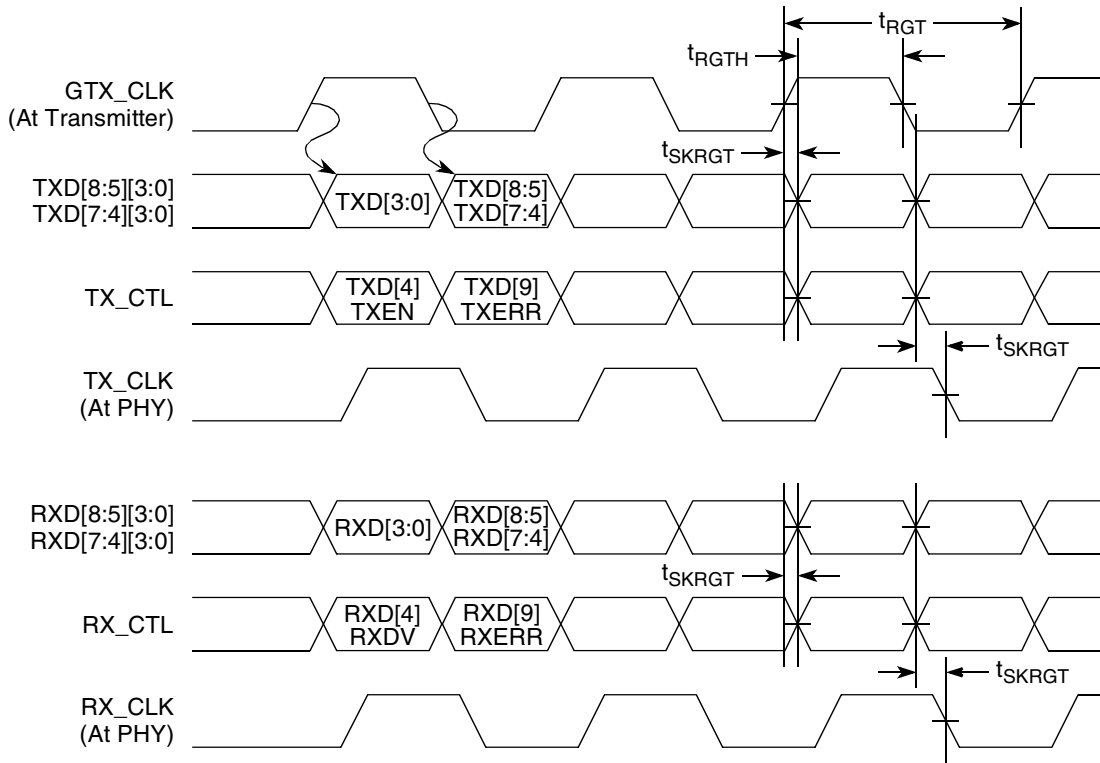 tRGT
tRGTH
GTX_CLK
(At Transmitter)
tSKRGT
TXD[8:5][3:0]
TXD[7:4][3:0]
TXD[3:0]
TXD[8:5]
TXD[7:4]
TX_CTL
TXD[4]
TXEN
TXD[9]
TXERR
tSKRGT
TX_CLK
(At PHY)
RXD[8:5][3:0]
RXD[7:4][3:0]
RXD[3:0]
RXD[8:5]
RXD[7:4]
tSKRGT
RX_CTL
RXD[4]
RXDV
RXD[9]
RXERR
tSKRGT
RX_CLK
(At PHY)